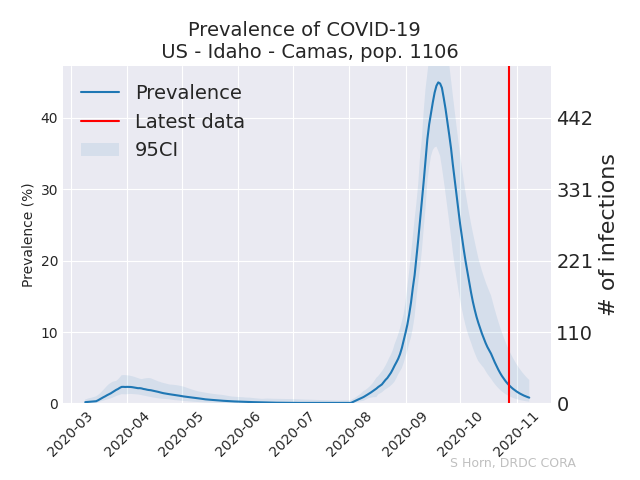 Prevalence of COVID-19
US - Idaho - Camas, pop. 1106
Prevalence
Latest data
95CI
Prevalence (%)
40
30
20
10
0
442
331
221
110
0
# of infections
2020-03
2020-04
2020-05
2020-06
2020-07
2020-08
2020-09
2020-10
2020-11
S Horn, DRDC CORA